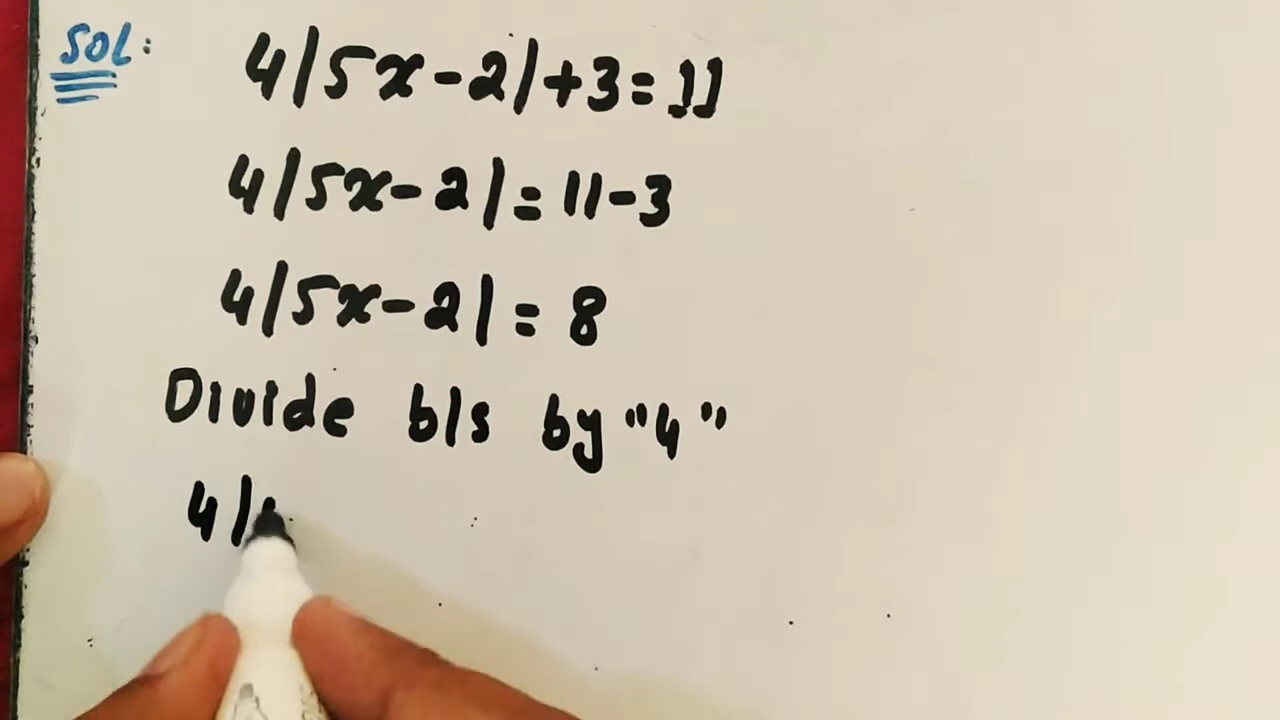 SOL:
4|5x-2|+3=11
4|5x-2|=11-3
4|5x-2|=8
Divide b/s by "4"
4|